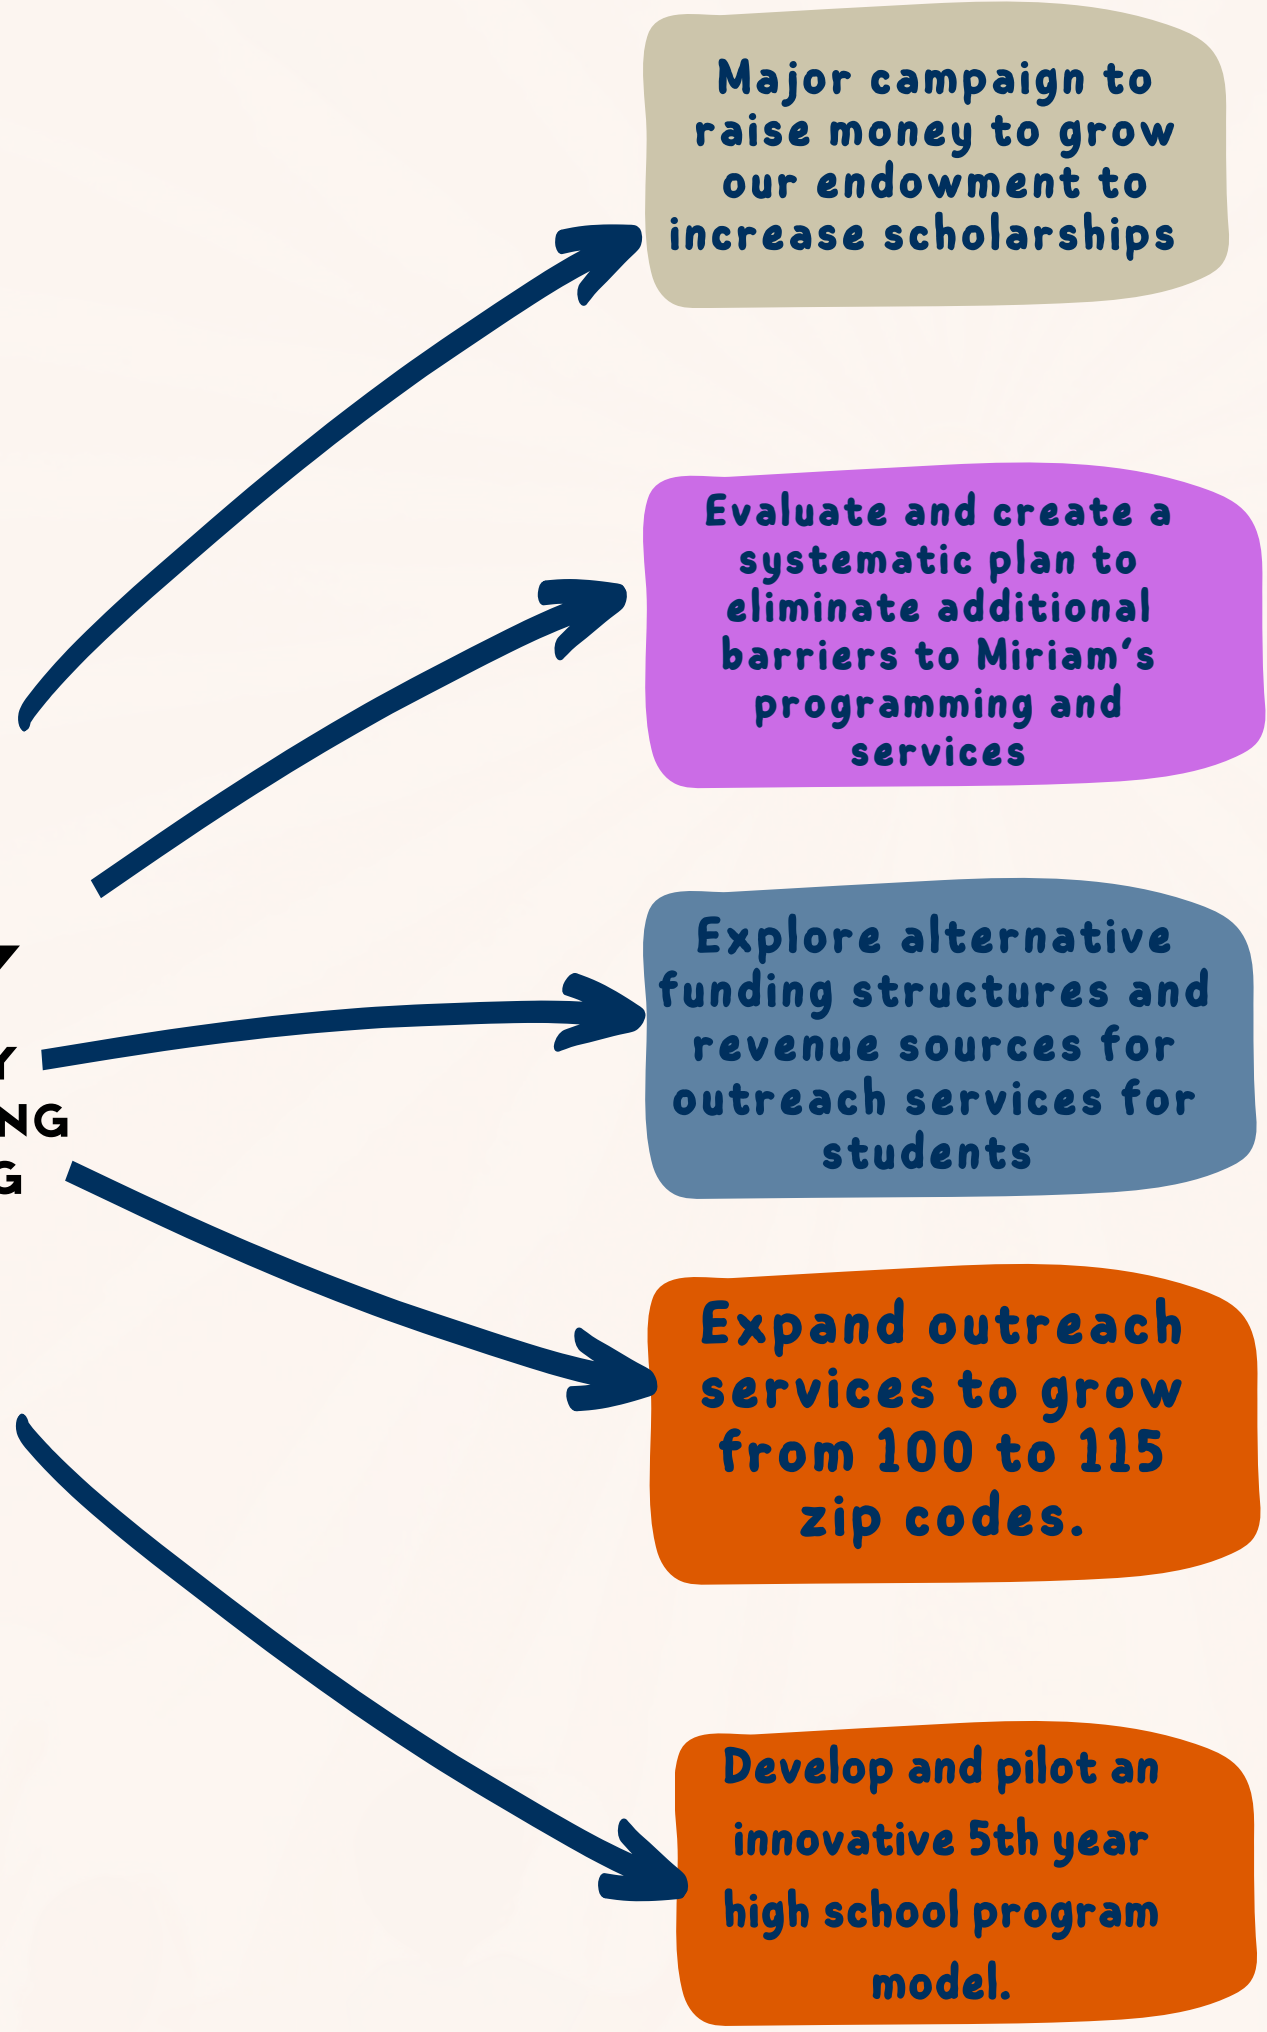 Major campaign to
raise money to grow
our endowment to
increase scholarships
Evaluate and create a
systematic plan to
eliminate additional
barriers to Miriam's
programming and
services
Explore alternative
funding structures and
revenue sources for
outreach services for
students
Expand outreach
services to grow
from 100 to 115
zip codes.
Develop and pilot an
innovative 5th year
high school program
model.